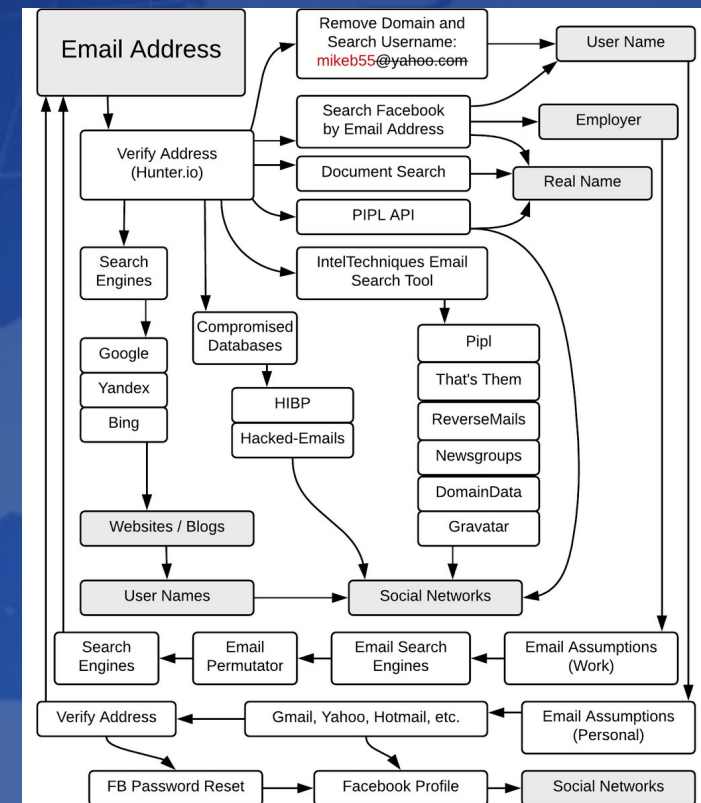 Email Address
Remove Domain and
Search Username:
mikeb55@yahoo.com
User Name
Search Facebook
by Email Address
Employer
Verify Address
(Hunter.io)
Document Search
Real Name
PIPL API
Search
Engines
IntelTechniques Email
Search Tool
Compromised
Databases
Google
Yandex
Bing
HIBP
Hacked-Emails
Pipl
That's Them
ReverseMails
Newsgroups
DomainData
Gravatar
Websites / Blogs
User Names
Social Networks
Search
Engines
Email
Permutator
Email Search
Engines
Email Assumptions
(Work)
Verify Address
Gmail, Yahoo, Hotmail, etc.
Email Assumptions
(Personal)
FB Password Reset
Facebook Profile
Social Networks